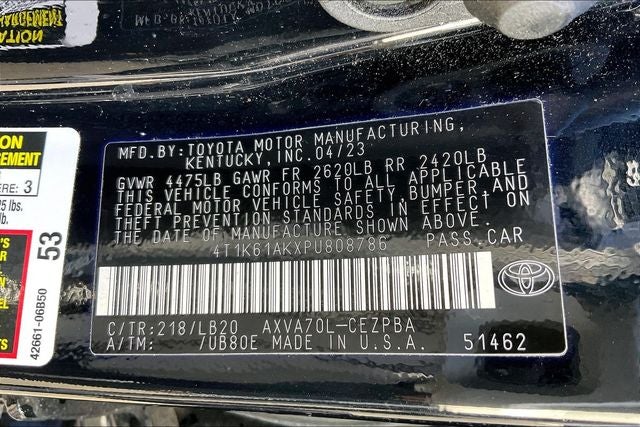 MFD.BY:TOYOTA MOTOR MANUFACTURING,
KENTUCKY, INC. 04/23
GVWR 4475LB GAWR FR 2620LB RR 2420LB
THIS VEHICLE CONFORMS TO ALL APPLICABLE
FEDERAL MOTOR VEHICLE SAFETY, BUMPER, AND
THEFT PREVENTION STANDARDS IN EFFECT ON
THE DATE OF MANUFACTURE SHOWN ABOVE.
4T1K61AKXPU808786 PASS.CAR
C/TR:218/LB20 AXVA70L-CEZPBA
A/TM: /UB80E MADE IN U.S.A. 51462
53
42661-06B50
3
lbs.